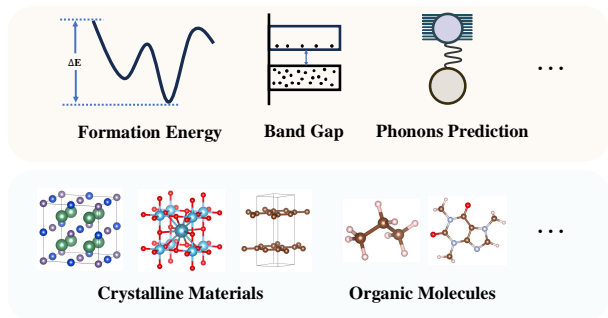 ΔE
Formation Energy
Band Gap
Phonons Prediction
...
Crystalline Materials
Organic Molecules
...